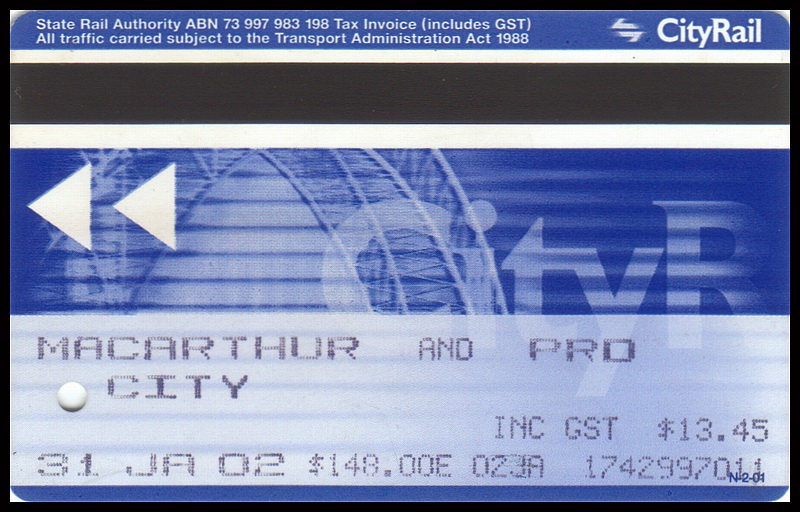 State Rail Authority ABN 73 997 983 198 Tax Invoice (includes GST)
All traffic carried subject to the Transport Administration Act 1988
CityRail
CityR
MACARTHUR AND PRO
CITY
INC GST $13.45
31 JA 02 $148.00E 023A 1742997011
N-2-01